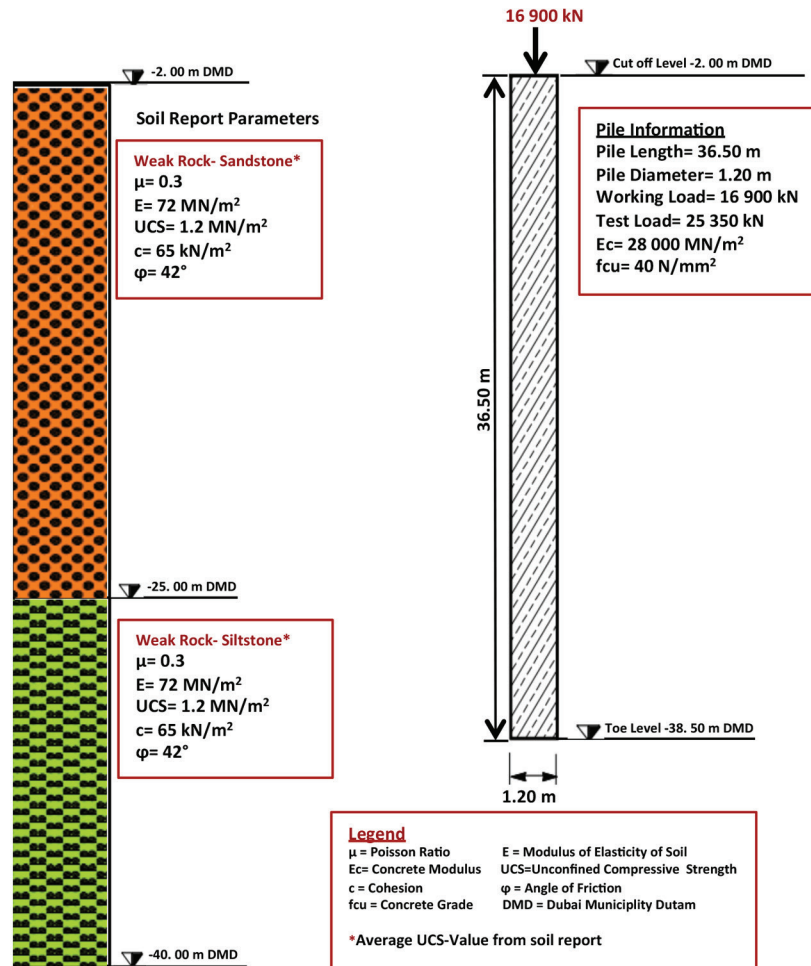 16 900 kN
-2. 00 m DMD
Cut off Level -2. 00 m DMD
Soil Report Parameters
Weak Rock- Sandstone*
μ= 0.3
E= 72 MN/m²
UCS= 1.2 MN/m²
c= 65 kN/m²
φ= 42°
Pile Information
Pile Length= 36.50 m
Pile Diameter= 1.20 m
Working Load= 16 900 kN
Test Load= 25 350 kN
Ec= 28 000 MN/m²
fcu= 40 N/mm²
36.50 m
-25. 00 m DMD
Weak Rock- Siltstone*
μ= 0.3
E= 72 MN/m²
UCS= 1.2 MN/m²
c= 65 kN/m²
φ= 42°
Toe Level -38. 50 m DMD
1.20 m
Legend
μ = Poisson Ratio E = Modulus of Elasticity of Soil
Ec= Concrete Modulus UCS=Unconfined Compressive Strength
c = Cohesion φ = Angle of Friction
fcu = Concrete Grade DMD = Dubai Municiplity Dutam
*Average UCS-Value from soil report
-40. 00 m DMD